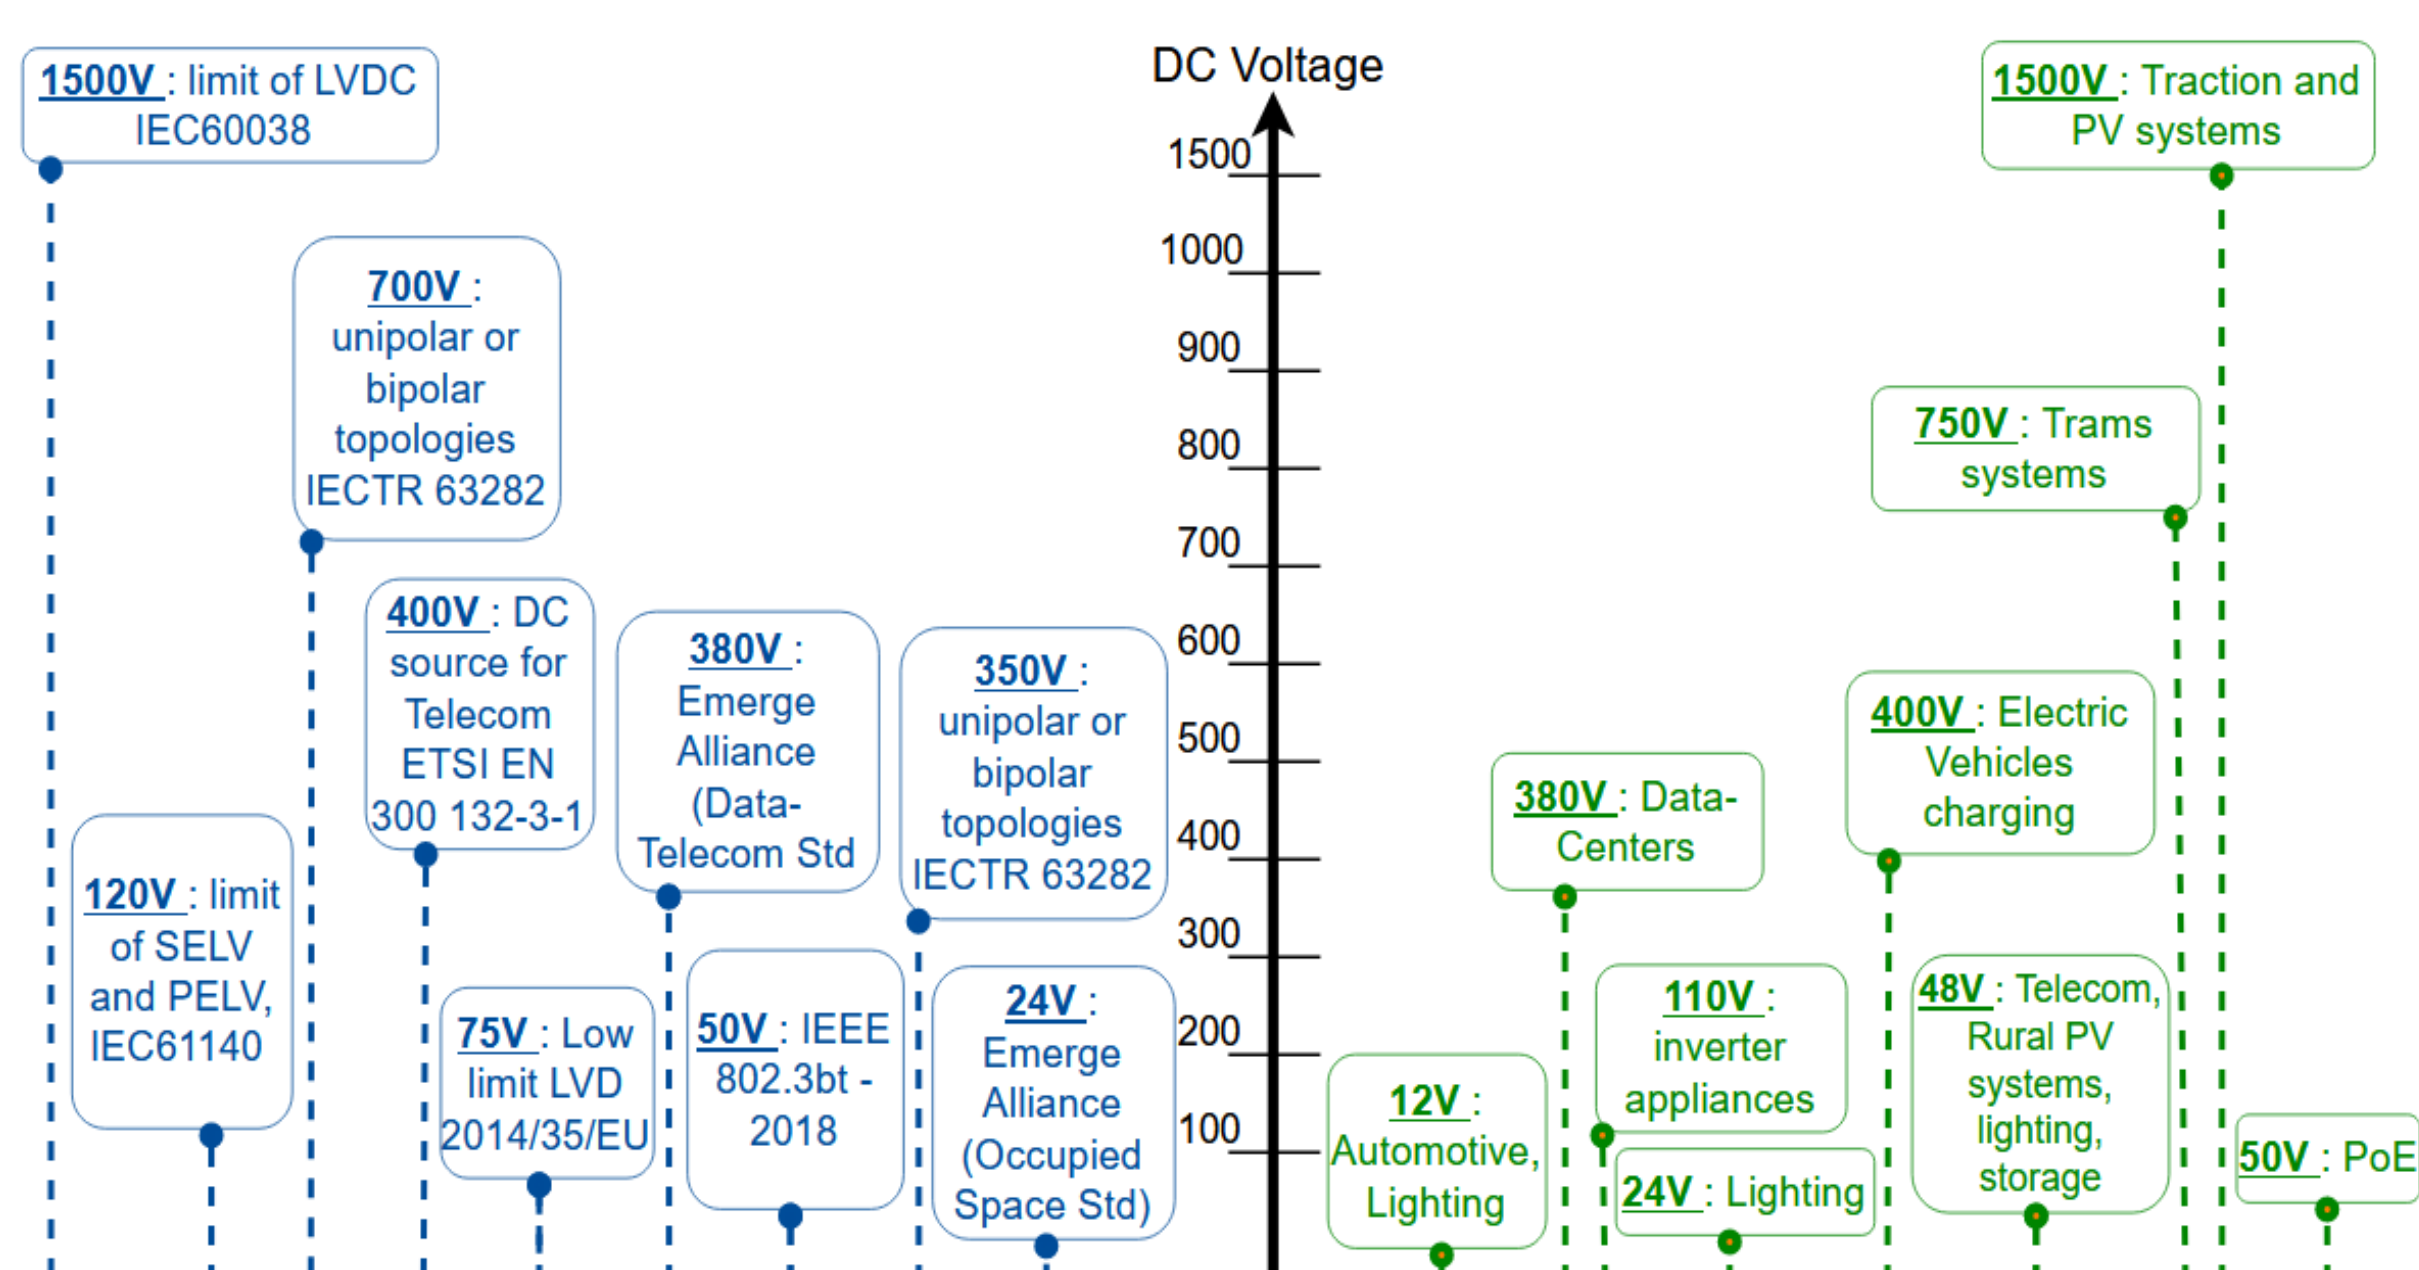 1500V : limit of LVDC
IEC60038
700V :
unipolar or
bipolar
topologies
IECTR 63282
400V : DC
source for
Telecom
ETSI EN
300 132-3-1
380V :
Emerge
Alliance
(Data-
Telecom Std
350V :
unipolar or
bipolar
topologies
IECTR 63282
120V : limit
of SELV
and PELV,
IEC61140
75V : Low
limit LVD
2014/35/EU
50V : IEEE
802.3bt -
2018
24V :
Emerge
Alliance
(Occupied
Space Std)
DC Voltage
1500
1000
900
800
700
600
500
400
300
200
100
1500V : Traction and
PV systems
750V : Trams
systems
400V : Electric
Vehicles
charging
380V : Data-
Centers
110V :
inverter
appliances
48V : Telecom,
Rural PV
systems,
lighting,
storage
12V :
Automotive,
Lighting
24V : Lighting
50V : PoE